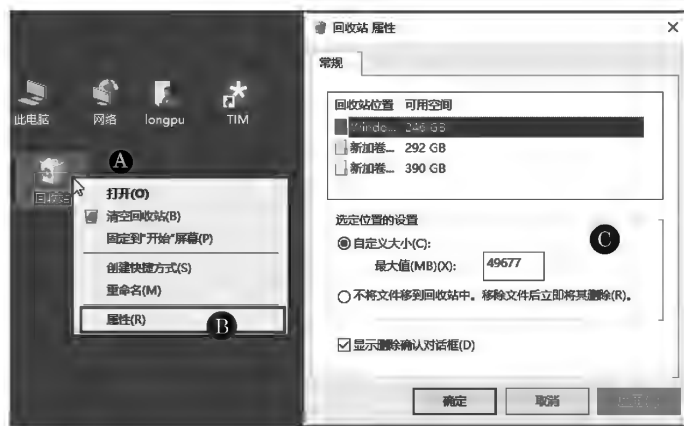 此电脑
网络
longpu
TIM
A
回收站
打开(O)
清空回收站(B)
固定到"开始"屏幕(P)
创建快捷方式(S)
重命名(M)
属性(R)
B
回收站 属性
常规
回收站位置 可用空间
Windo... 246 GB
新加卷... 292 GB
新加卷... 390 GB
选定位置的设置
自定义大小(C):
C
最大值(MB)(X): 49677
不将文件移到回收站中。移除文件后立即将其删除(R)。
显示删除确认对话框(D)
确定
取消